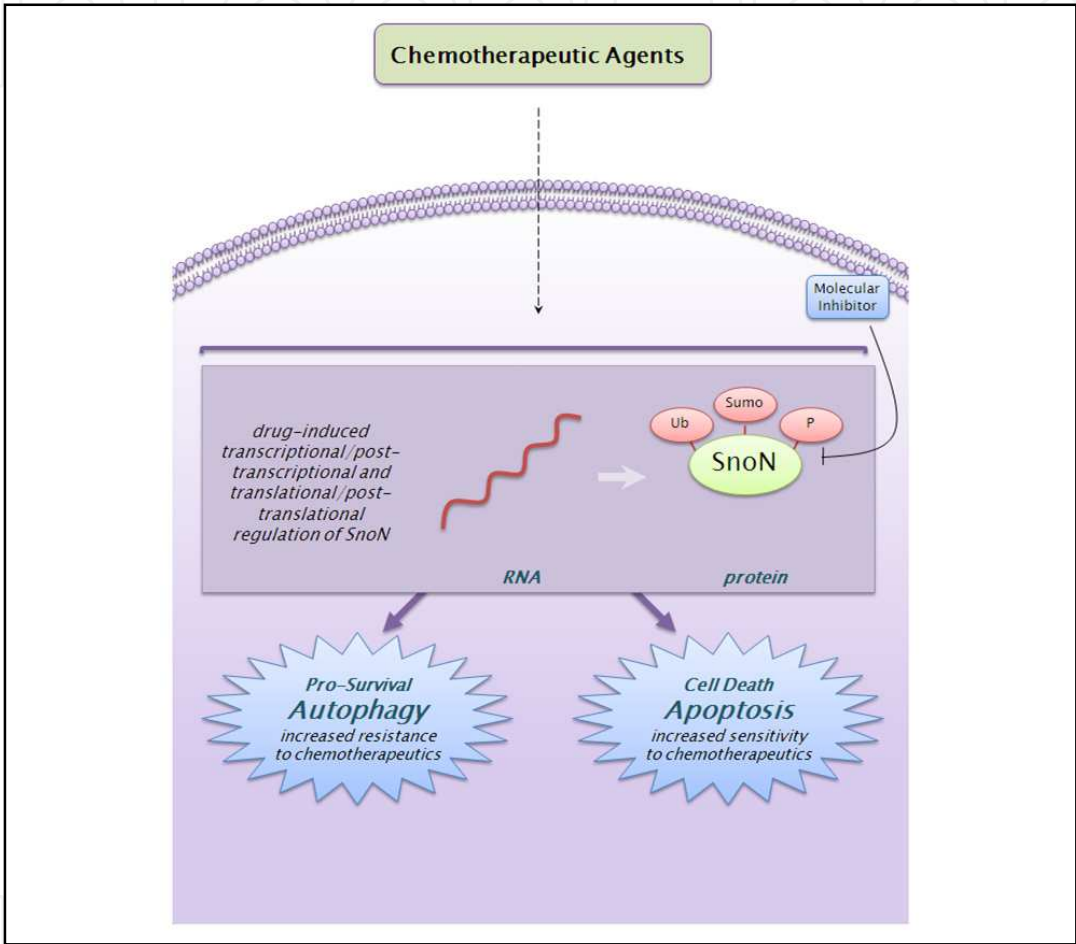 Chemotherapeutic Agents
Molecular
Inhibitor
drug-induced
transcriptional/post-
transcriptional and
translational/post-
translational
regulation of SnoN
Ub
Sumo
P
SnoN
RNA
protein
Pro-Survival
Autophagy
increased resistance
to chemotherapeutics
Cell Death
Apoptosis
increased sensitivity
to chemotherapeutics